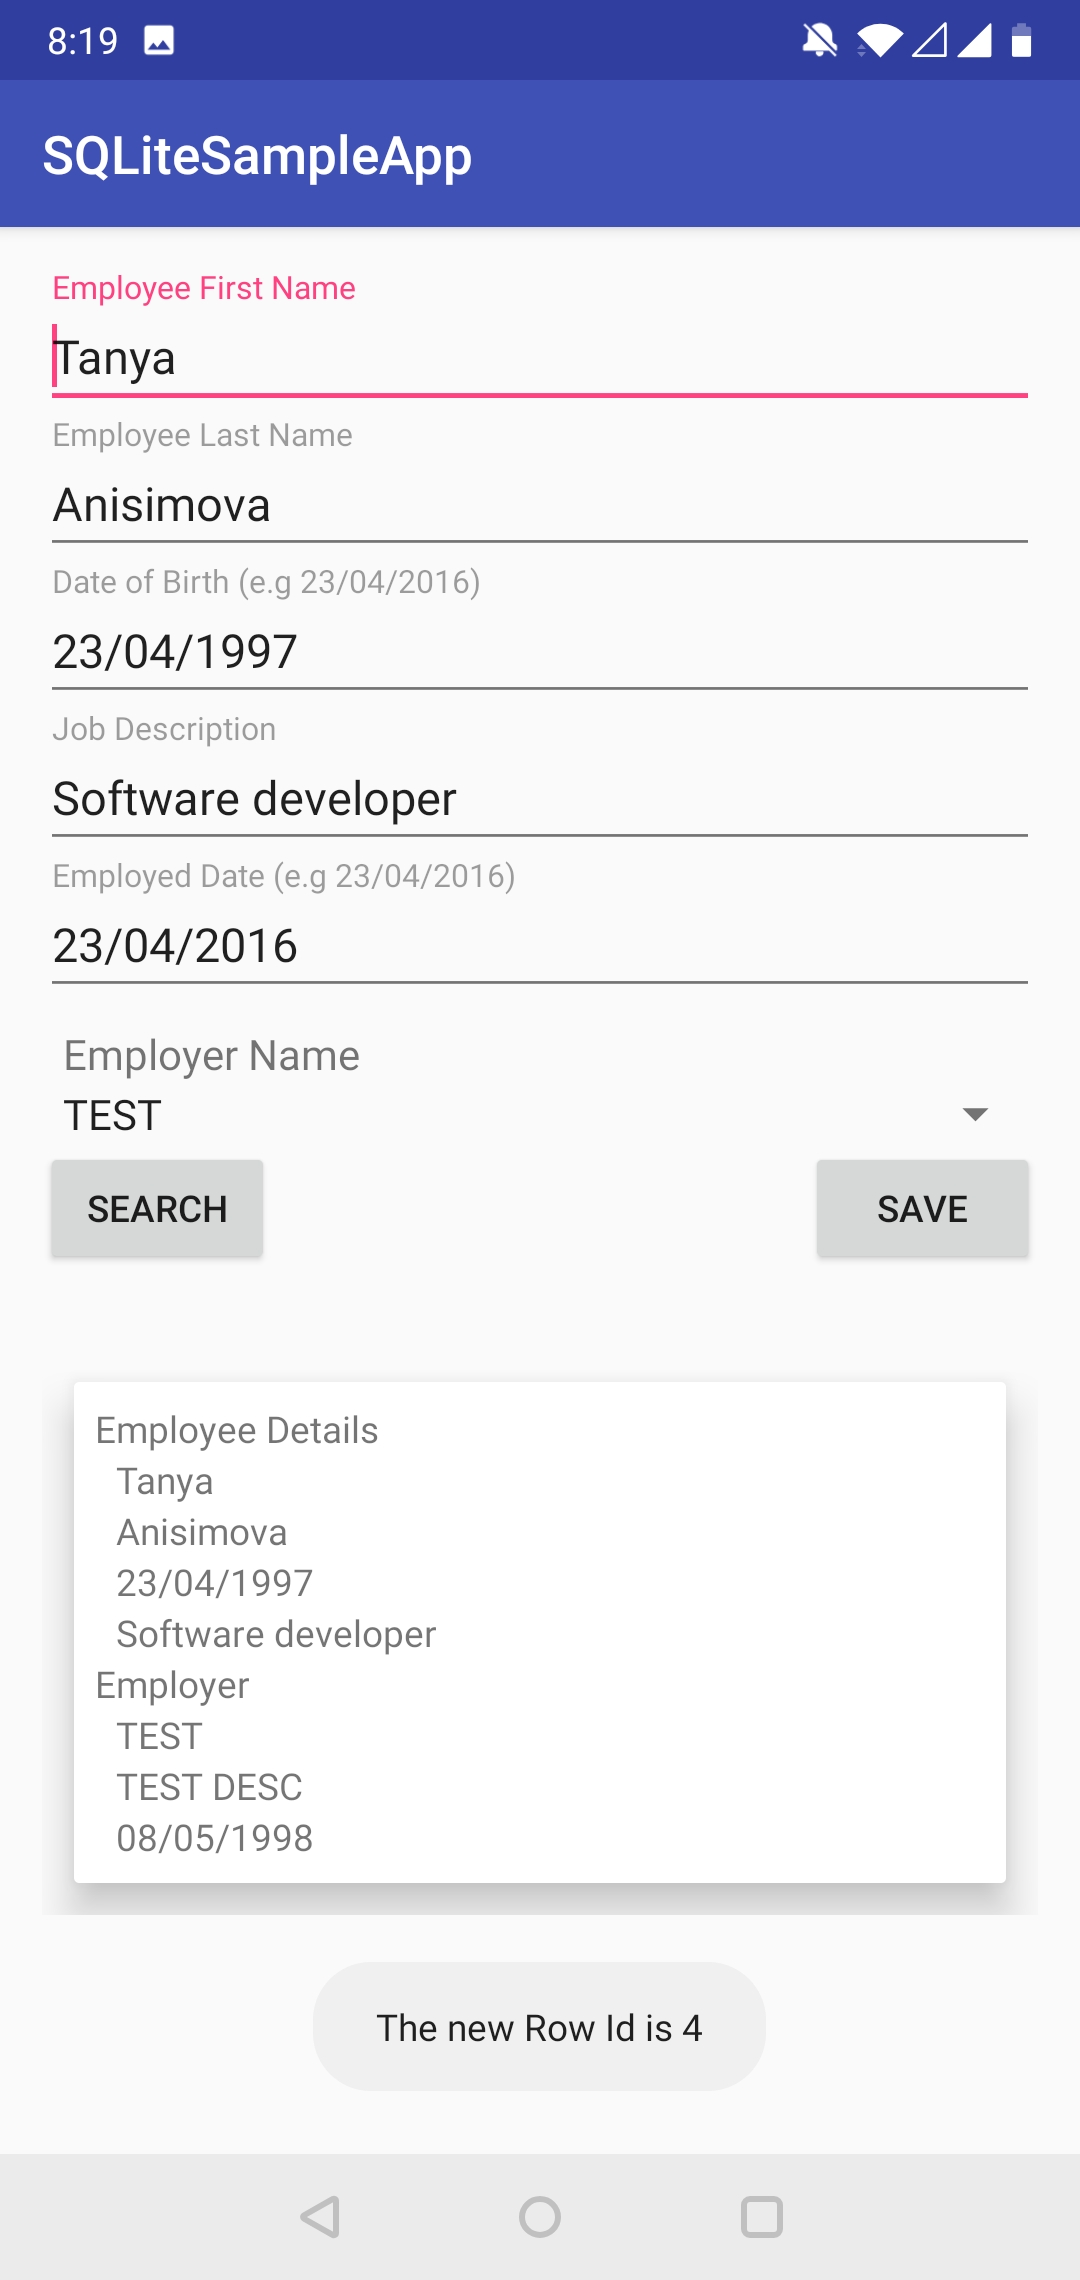 8:19
SQLiteSampleApp
Employee First Name
Tanya
Employee Last Name
Anisimova
Date of Birth (e.g 23/04/2016)
23/04/1997
Job Description
Software developer
Employed Date (e.g 23/04/2016)
23/04/2016
Employer Name
TEST
SEARCH SAVE
Employee Details
Tanya
Anisimova
23/04/1997
Software developer
Employer
TEST
TEST DESC
08/05/1998
The new Row Id is 4